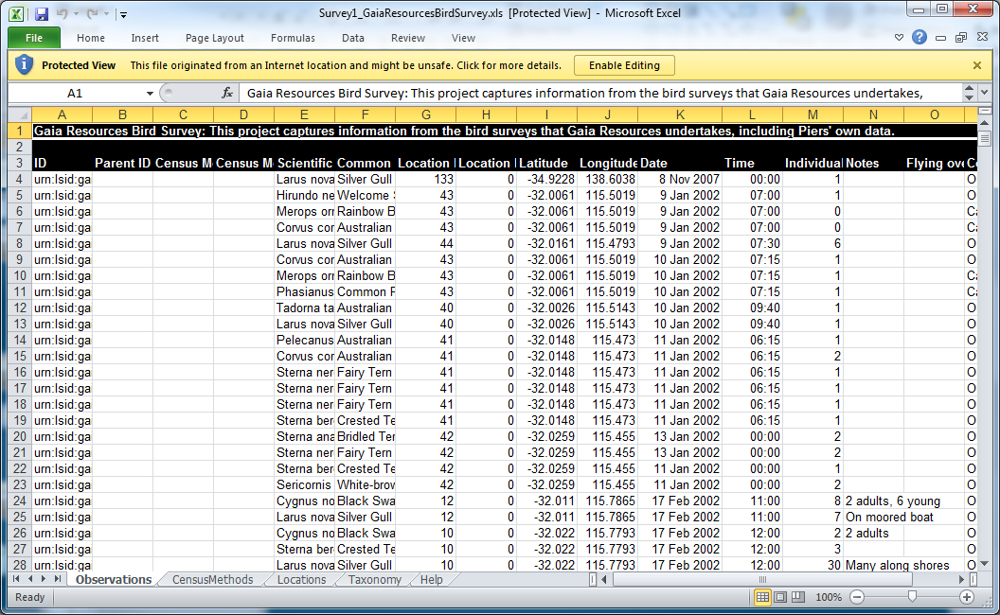 Survey1_GaiaResourcesBirdSurvey.xls [Protected View] - Microsoft Excel
File Home Insert Page Layout Formulas Data Review View
Protected View This file originated from an Internet location and might be unsafe. Click for more details. Enable Editing
A1 fx Gaia Resources Bird Survey: This project captures information from the bird surveys that Gaia Resources undertakes,
A B C D E F G H I J K L M N O
1 Gaia Resources Bird Survey: This project captures information from the bird surveys that Gaia Resources undertakes, including Piers' own data.
2
3 ID Parent ID Census M Census M Scientific Common Location Location Latitude Longitude Date Time Individual Notes Flying ove Co
4 urn:lsid:ga Larus nova Silver Gull 133 0 -34.9228 138.6038 8 Nov 2007 00:00 1 O
5 urn:lsid:ga Hirundo ne Welcome S 43 0 -32.0061 115.5019 9 Jan 2002 07:00 1 O
6 urn:lsid:ga Merops orn Rainbow B 43 0 -32.0061 115.5019 9 Jan 2002 07:00 0 Ca
7 urn:lsid:ga Corvus cor Australian 43 0 -32.0061 115.5019 9 Jan 2002 07:00 0 Ca
8 urn:lsid:ga Larus nova Silver Gull 44 0 -32.0161 115.4793 9 Jan 2002 07:30 6 O
9 urn:lsid:ga Corvus cor Australian 43 0 -32.0061 115.5019 10 Jan 2002 07:15 1 O
10 urn:lsid:ga Merops orn Rainbow B 43 0 -32.0061 115.5019 10 Jan 2002 07:15 1 Ca
11 urn:lsid:ga Phasianus Common P 43 0 -32.0061 115.5019 10 Jan 2002 07:15 1 Ca
12 urn:lsid:ga Tadorna ta Australian 40 0 -32.0026 115.5143 10 Jan 2002 09:40 1 O
13 urn:lsid:ga Larus nova Silver Gull 40 0 -32.0026 115.5143 10 Jan 2002 09:40 1 O
14 urn:lsid:ga Pelecanus Australian 41 0 -32.0148 115.473 11 Jan 2002 06:15 1 O
15 urn:lsid:ga Corvus cor Australian 41 0 -32.0148 115.473 11 Jan 2002 06:15 2 O
16 urn:lsid:ga Sterna ner Fairy Tern 41 0 -32.0148 115.473 11 Jan 2002 06:15 1 O
17 urn:lsid:ga Sterna ner Fairy Tern 41 0 -32.0148 115.473 11 Jan 2002 06:15 1 O
18 urn:lsid:ga Sterna ner Fairy Tern 41 0 -32.0148 115.473 11 Jan 2002 06:15 1 O
19 urn:lsid:ga Sterna ber Crested Te 41 0 -32.0148 115.473 11 Jan 2002 06:15 1 O
20 urn:lsid:ga Sterna ana Bridled Ter 42 0 -32.0259 115.455 13 Jan 2002 00:00 2 O
21 urn:lsid:ga Sterna ner Fairy Tern 42 0 -32.0259 115.455 13 Jan 2002 00:00 2 O
22 urn:lsid:ga Sterna ber Crested Te 42 0 -32.0259 115.455 11 Jan 2002 00:00 1 O
23 urn:lsid:ga Sericornis White-brow 42 0 -32.0259 115.455 11 Jan 2002 00:00 2 O
24 urn:lsid:ga Cygnus no Black Swa 12 0 -32.011 115.7865 17 Feb 2002 11:00 8 2 adults, 6 young O
25 urn:lsid:ga Larus nova Silver Gull 12 0 -32.011 115.7865 17 Feb 2002 11:00 7 On moored boat O
26 urn:lsid:ga Cygnus no Black Swa 10 0 -32.022 115.7793 17 Feb 2002 12:00 2 2 adults O
27 urn:lsid:ga Sterna ber Crested Te 10 0 -32.022 115.7793 17 Feb 2002 12:00 3 O
28 urn:lsid:ga Larus nova Silver Gull 10 0 -32.022 115.7793 17 Feb 2002 12:00 30 Many along shores O
Observations CensusMethods Locations Taxonomy Help
Ready 100%